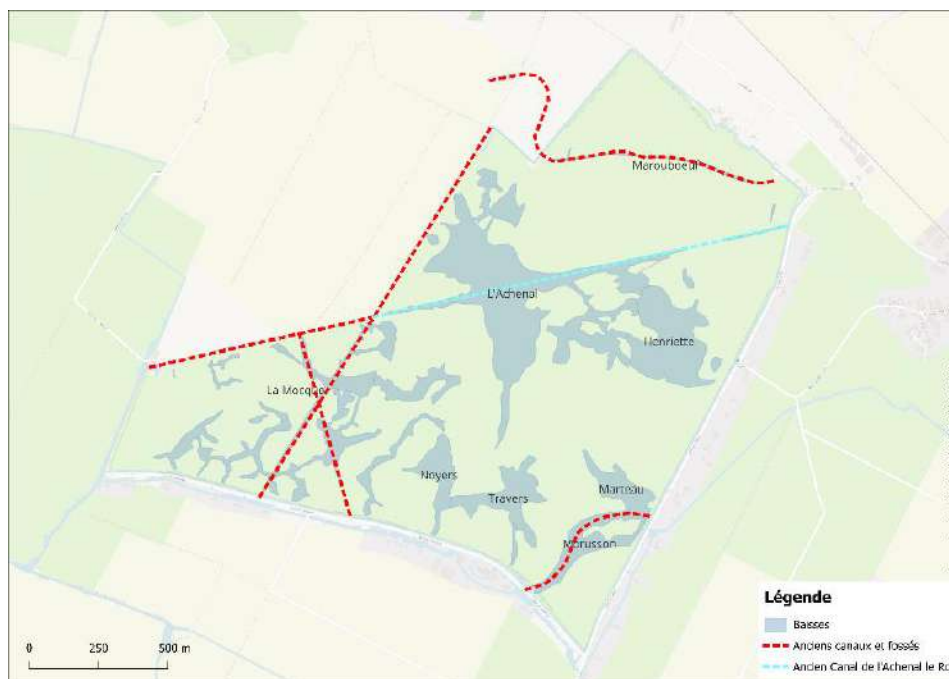 Marouboeuf
L'Achenal
Henriette
La Mocque
Noyers
Travers
Marteau
Morusson
Légende
Baisses
Anciens canaux et fossés
Ancien Canal de l'Achenal le Ro
0 250 500 m